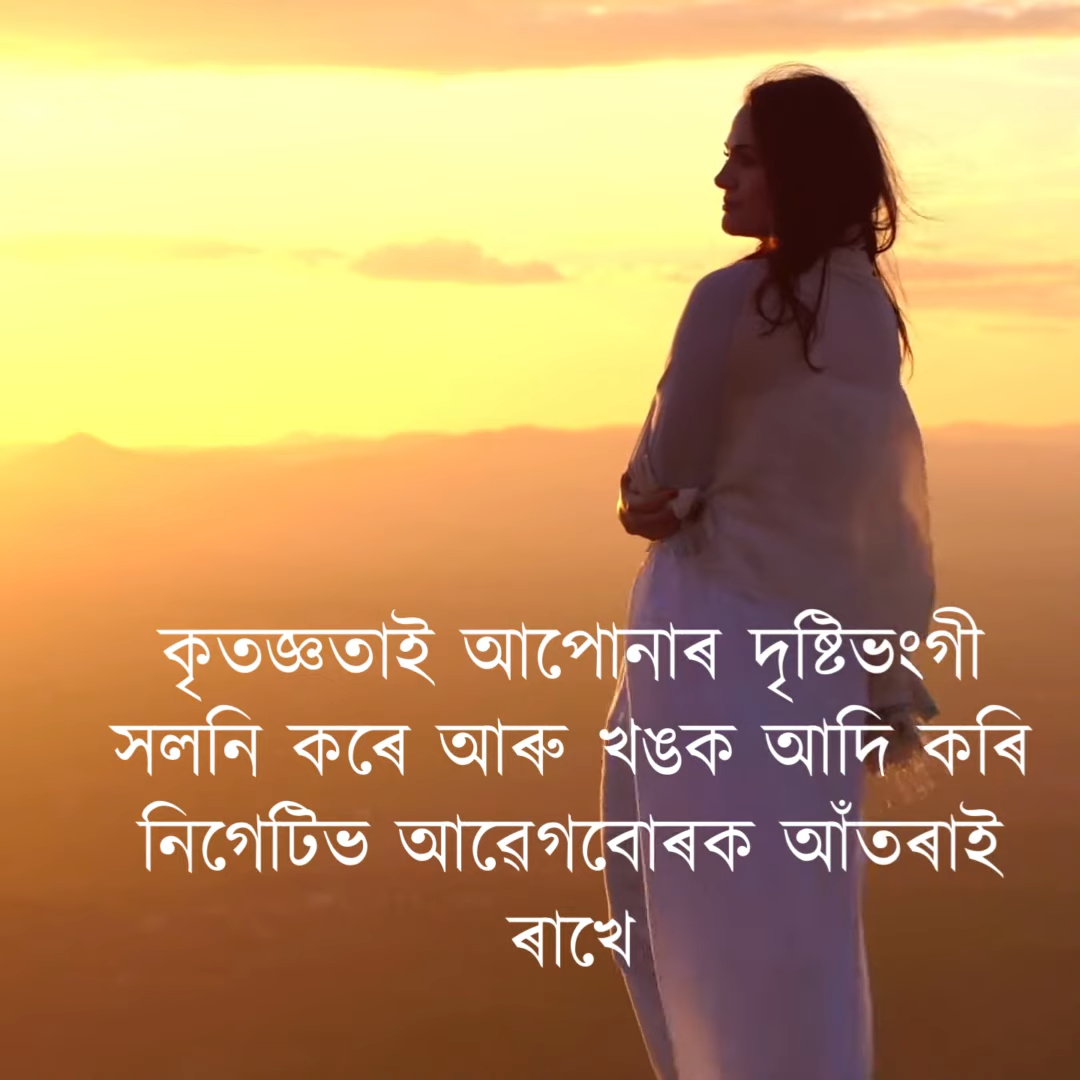 কৃতজ্ঞতাই আপোনাৰ দৃষ্টিভংগী
সলনি কৰে আৰু খঙক আদি কৰি
নিগেটিভ আৱেগবোৰক আঁতৰাই
ৰাখে